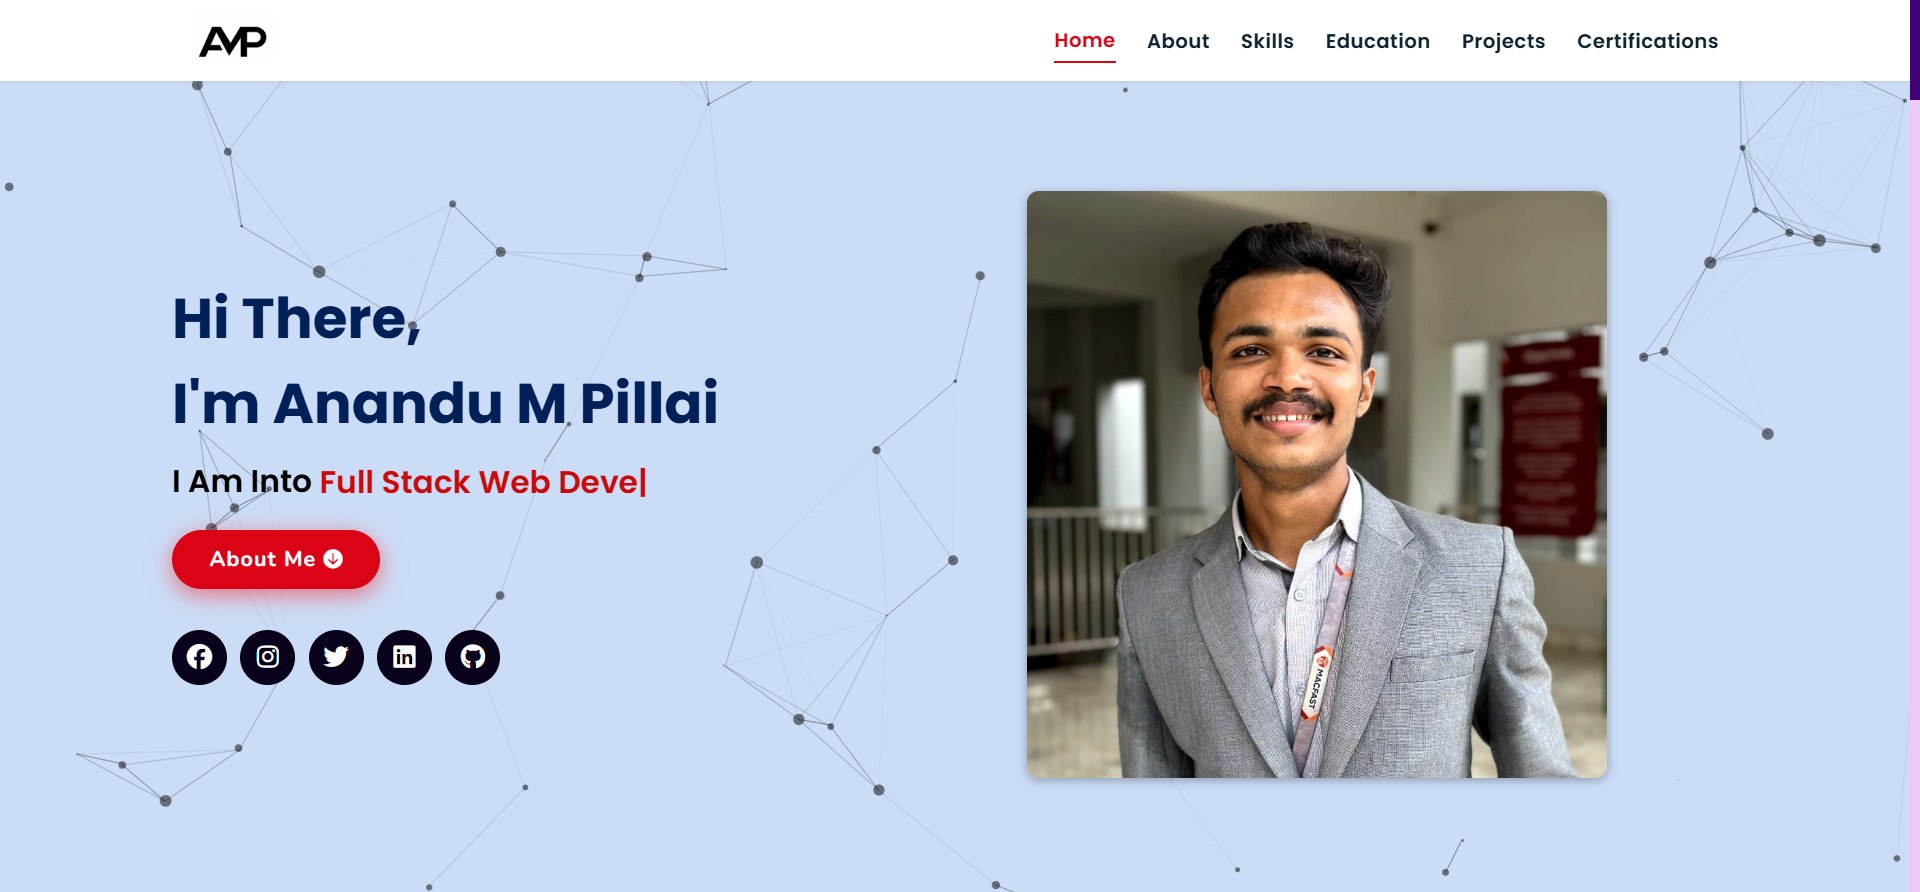 AMP
Home About Skills Education Projects Certifications
Hi There,
I'm Anandu M Pillai
I Am Into Full Stack Web Deve|
About Me
MACFAST